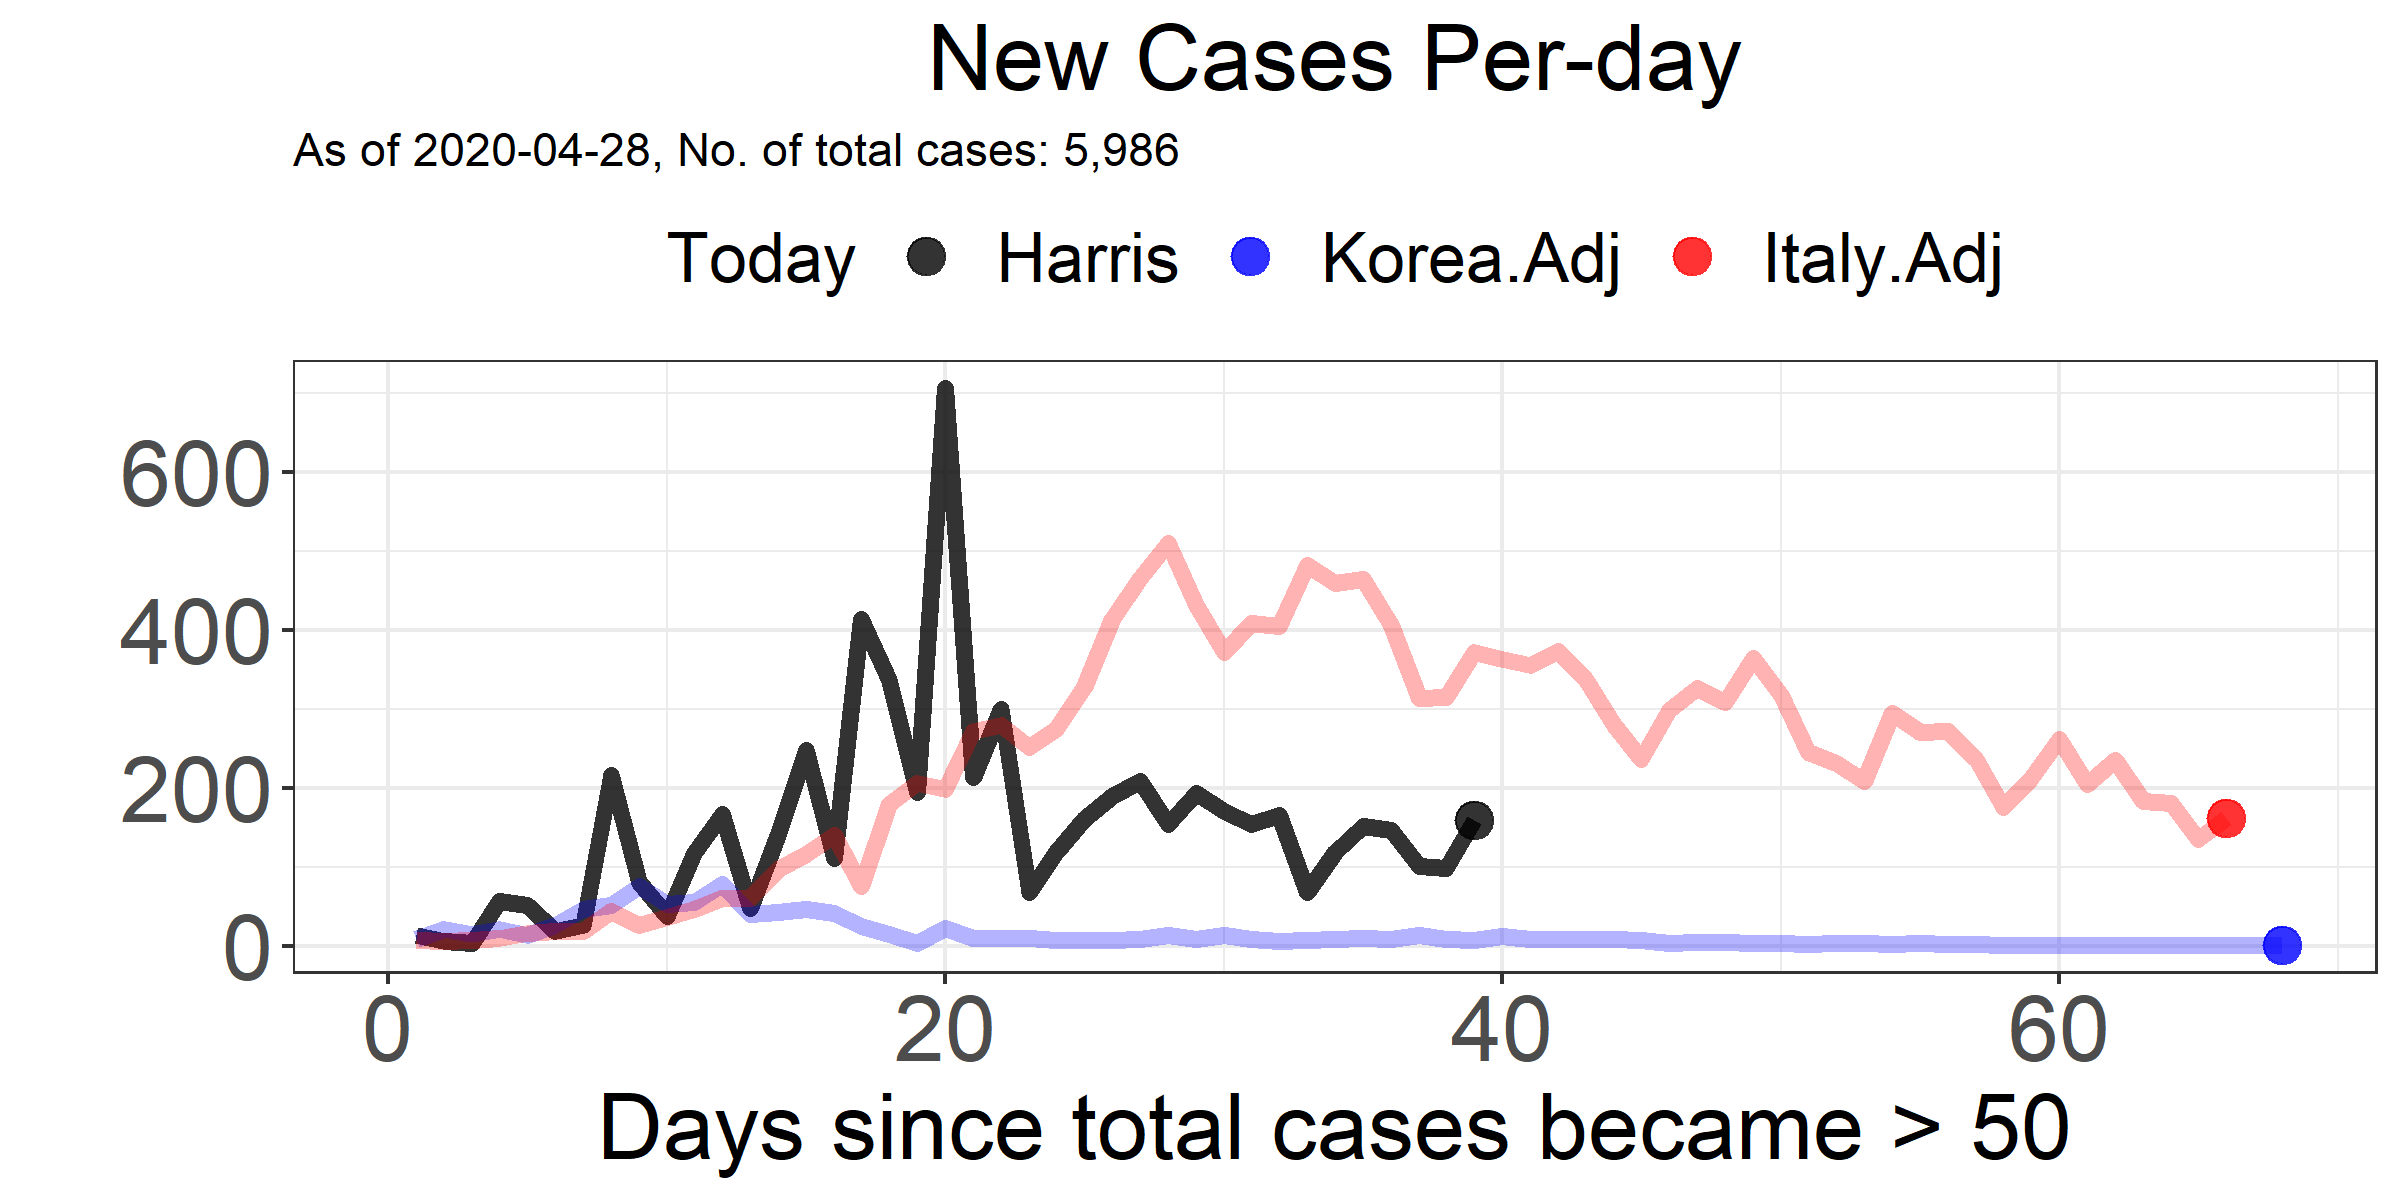 New Cases Per-day
As of 2020-04-28, No. of total cases: 5,986
Today Harris Korea.Adj Italy.Adj
600
400
200
0
0 20 40 60
Days since total cases became > 50